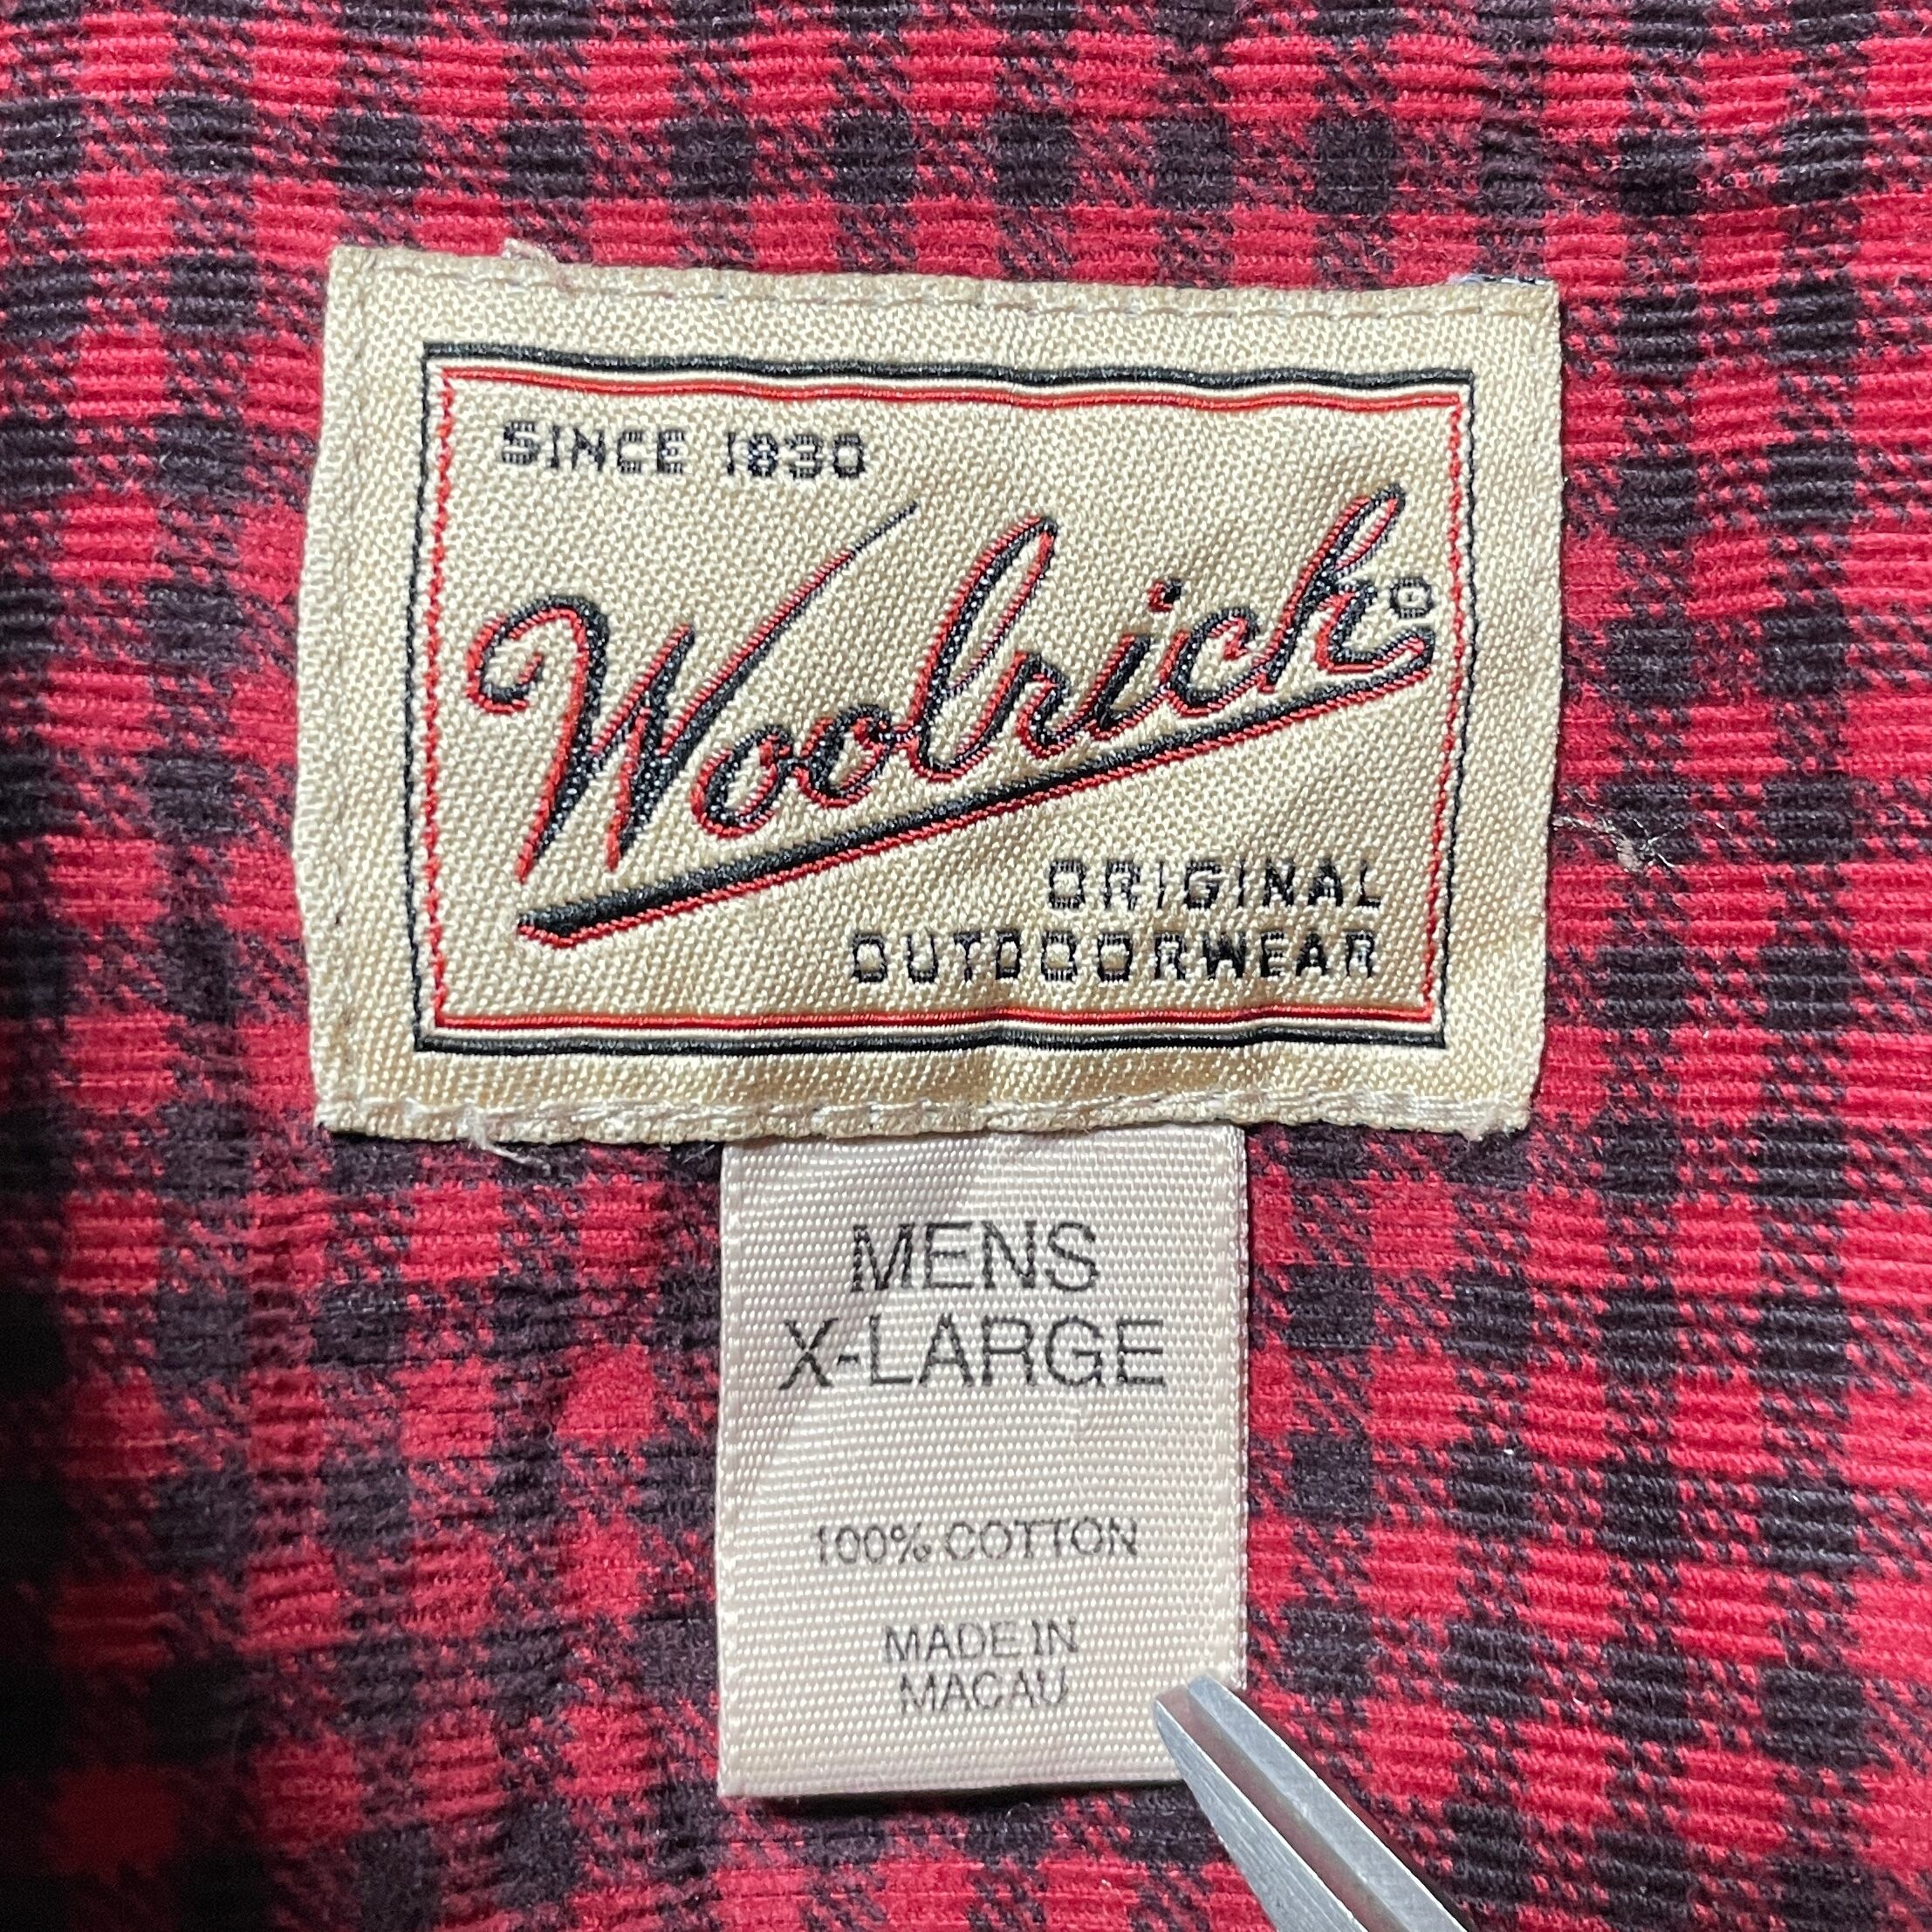 SINCE 1830
Woolrich®
ORIGINAL
OUTDOORWEAR
MENS
X-LARGE
100% COTTON
MADE IN
MACAU